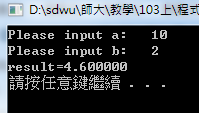 D:\sdwu\師大\教學\103上\程式
Please input a:   10
Please input b:   2
result=4.600000
請按任意鍵繼續 . . .